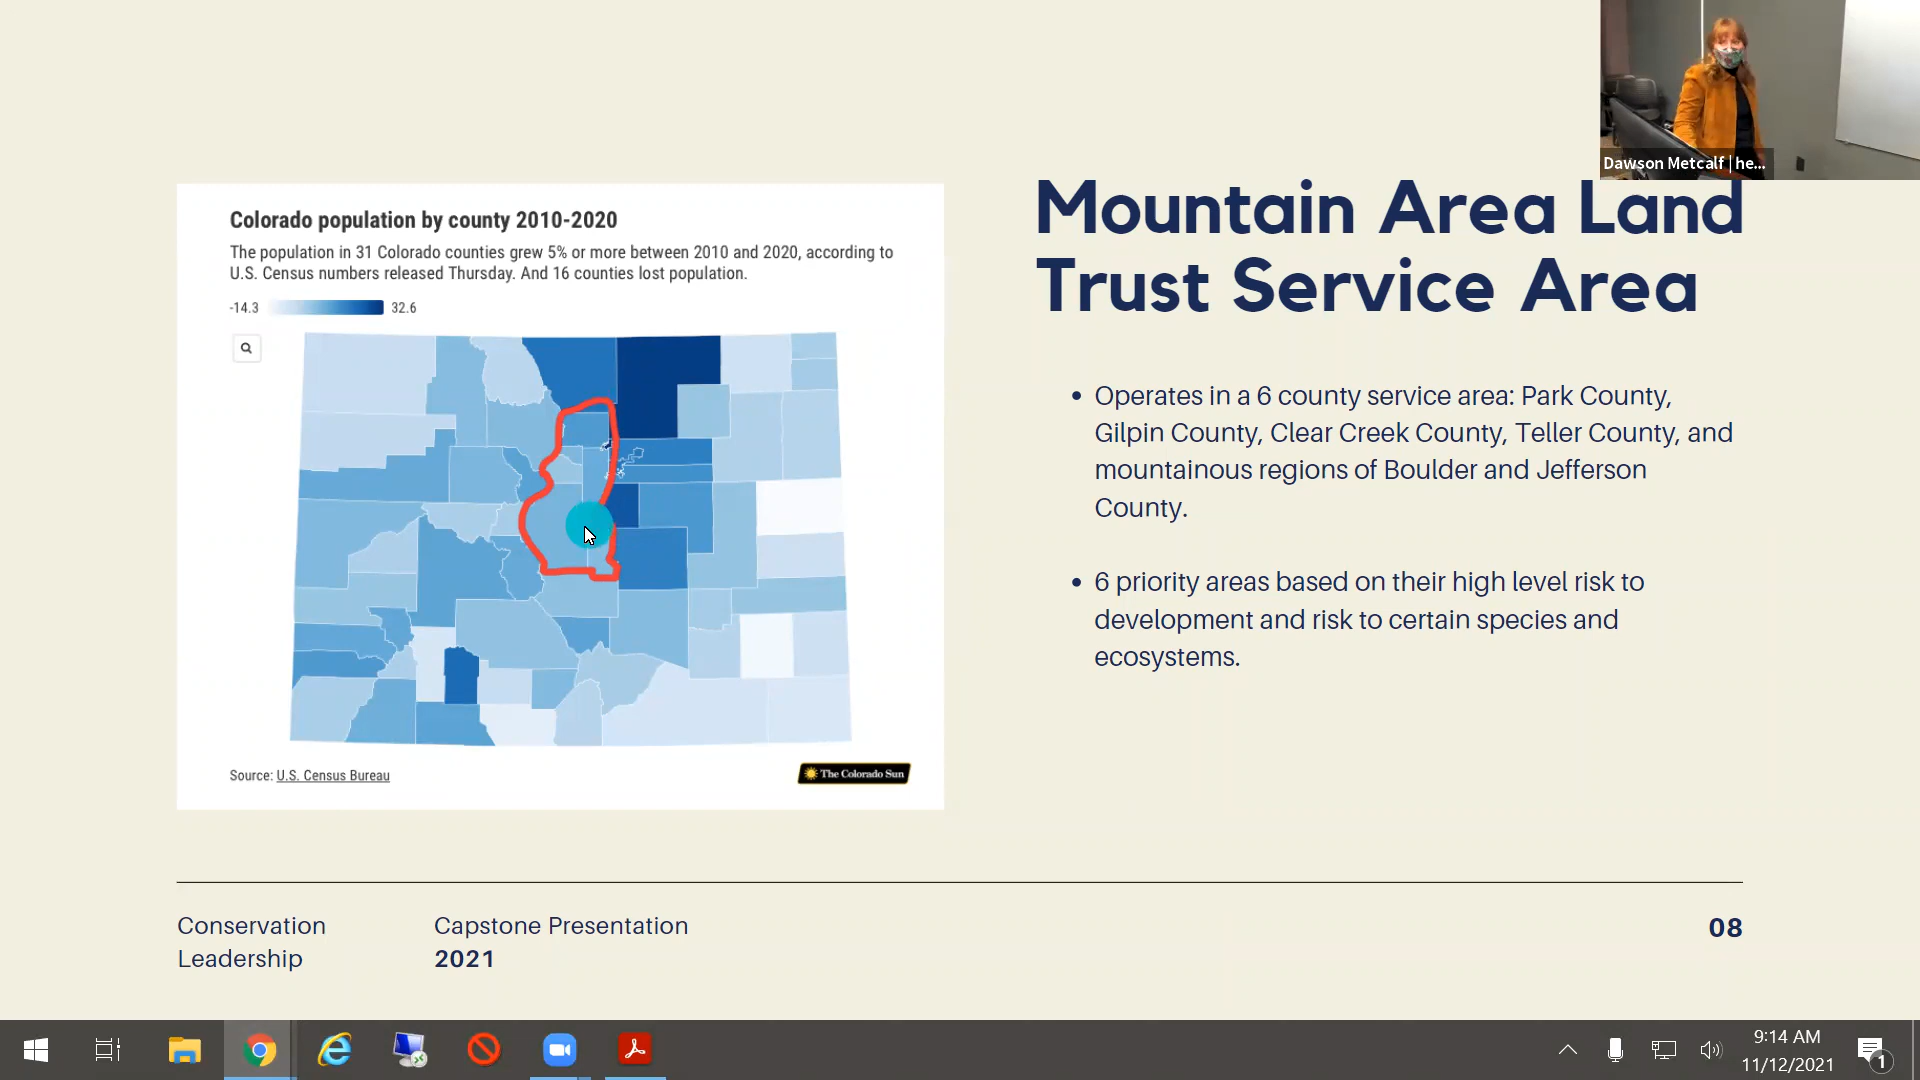 Dawson Metcalf | he...
Mountain Area Land
Trust Service Area
Colorado population by county 2010-2020
The population in 31 Colorado counties grew 5% or more between 2010 and 2020, according to
U.S. Census numbers released Thursday. And 16 counties lost population.
-14.3 32.6
• Operates in a 6 county service area: Park County,
Gilpin County, Clear Creek County, Teller County, and
mountainous regions of Boulder and Jefferson
County.
• 6 priority areas based on their high level risk to
development and risk to certain species and
ecosystems.
Source: U.S. Census Bureau
The Colorado Sun
Conservation
Leadership
Capstone Presentation
2021
08
9:14 AM
11/12/2021
1